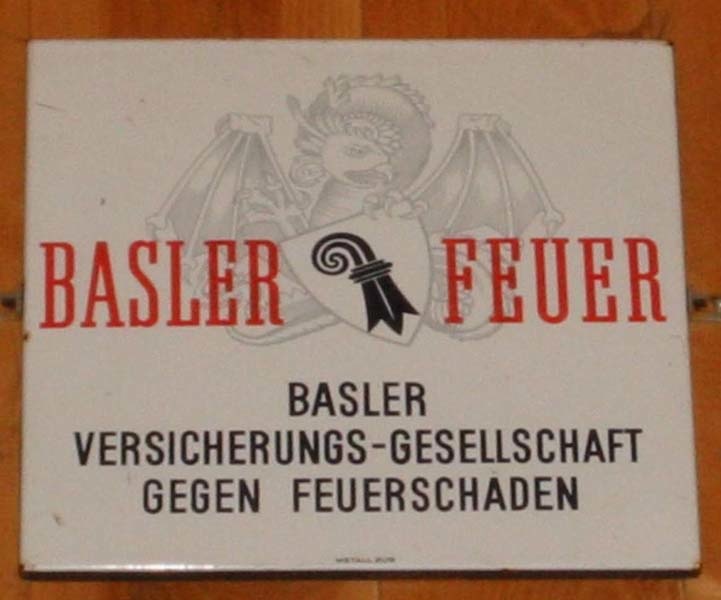 BASLER FEUER
BASLER
VERSICHERUNGS-GESELLSCHAFT
GEGEN FEUERSCHADEN